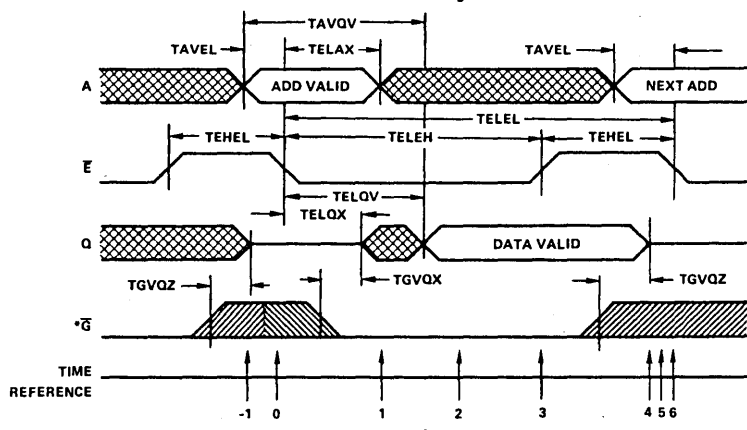 TAVQV
TAVEL TELAX TAVEL
A ADD VALID NEXT ADD
TELEL
TEHEL TELEH TEHEL
E
TELQV
TELQX
Q DATA VALID
TGVQZ TGVQX TGVQZ
*G
TIME
REFERENCE
-1 0 1 2 3 4 5 6